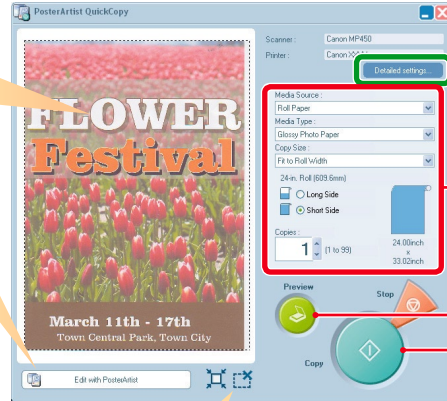 PosterArtist QuickCopy
Scanner :
Canon MP450
Printer :
Canon
Detailed settings...
Media Source :
Roll Paper
Media Type :
Glossy Photo Paper
Copy Size :
Fit to Roll Width
24-in. Roll (609.6mm)
Long Side
Short Side
Copies :
1 (1 to 99)
24.00inch
x
33.02inch
FLOWER
Festival
March 11th - 17th
Town Central Park, Town City
Preview
Stop
Copy
Edit with PosterArtist